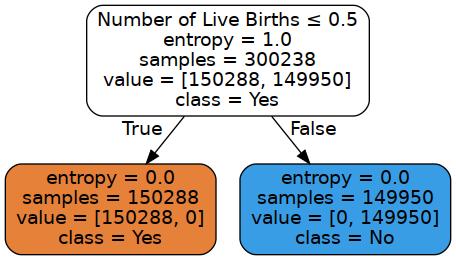 Number of Live Births ≤ 0.5
entropy = 1.0
samples = 300238
value = [150288, 149950]
class = Yes
True
False
entropy = 0.0
samples = 150288
value = [150288, 0]
class = Yes
entropy = 0.0
samples = 149950
value = [0, 149950]
class = No